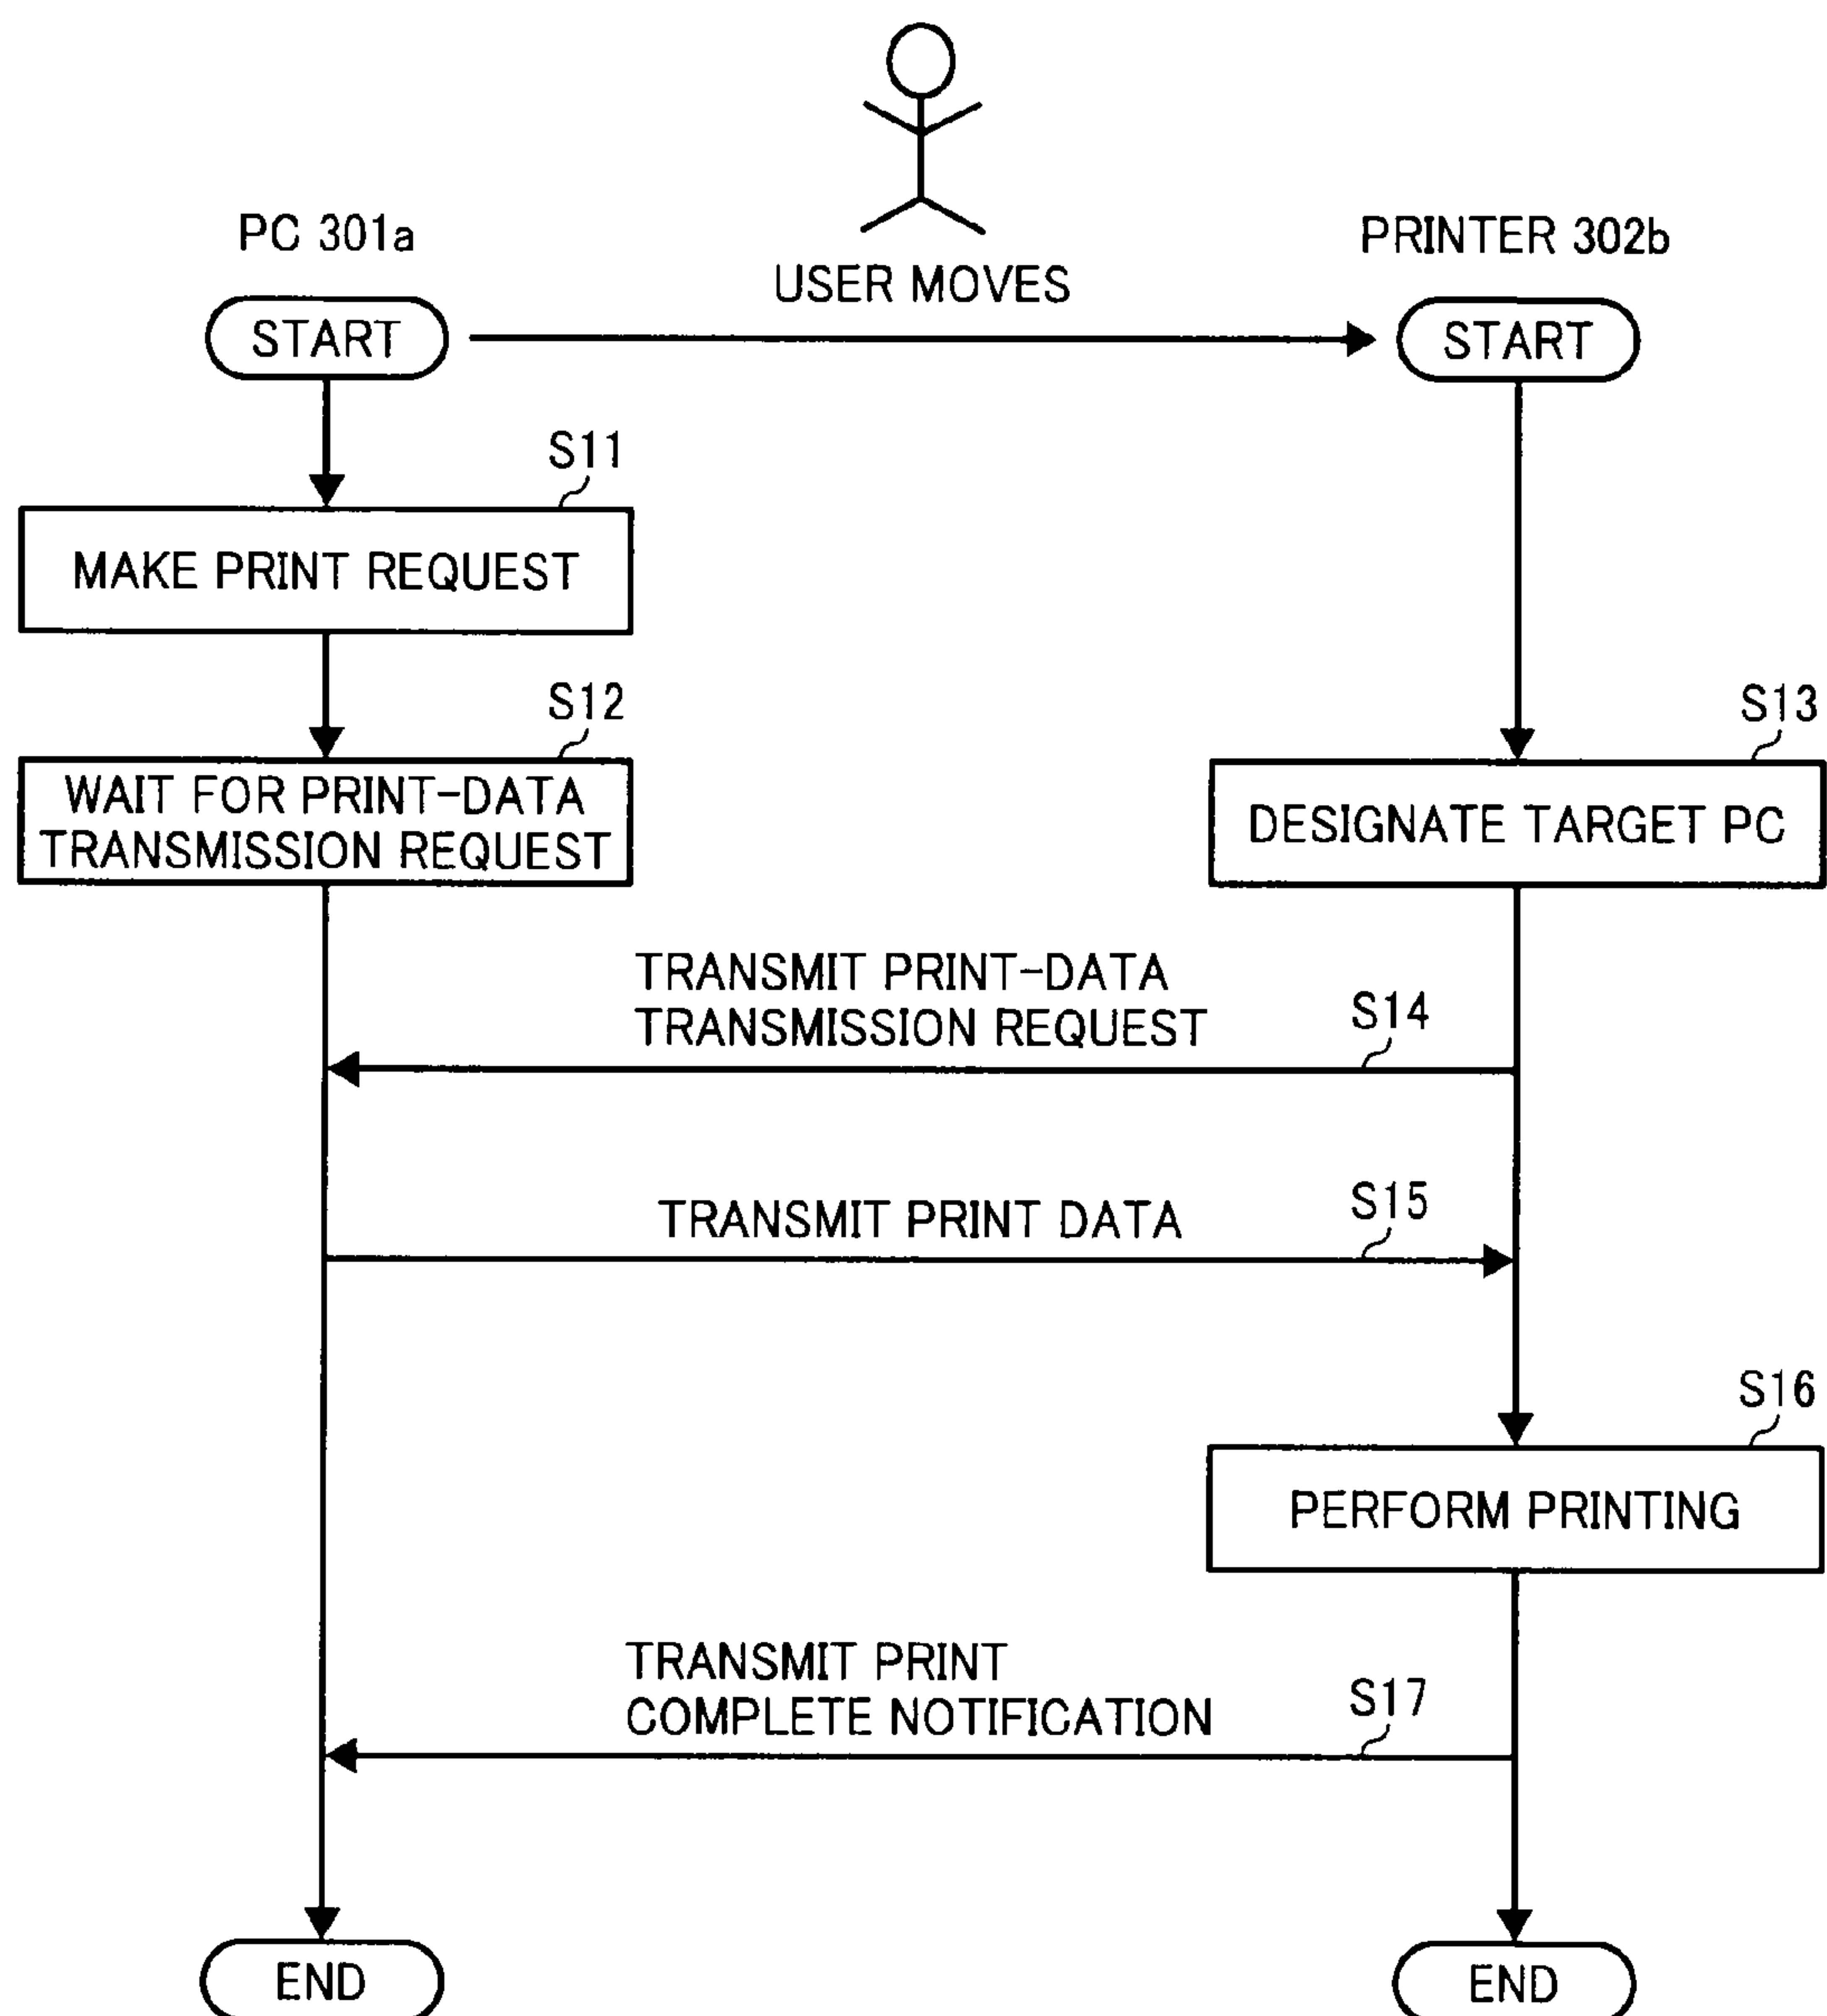 PC 301a
USER MOVES
PRINTER 302b
START
START
S11
MAKE PRINT REQUEST
S12
WAIT FOR PRINT-DATA
TRANSMISSION REQUEST
S13
DESIGNATE TARGET PC
TRANSMIT PRINT-DATA
TRANSMISSION REQUEST
S14
TRANSMIT PRINT DATA
S15
S16
PERFORM PRINTING
TRANSMIT PRINT
COMPLETE NOTIFICATION
S17
END
END